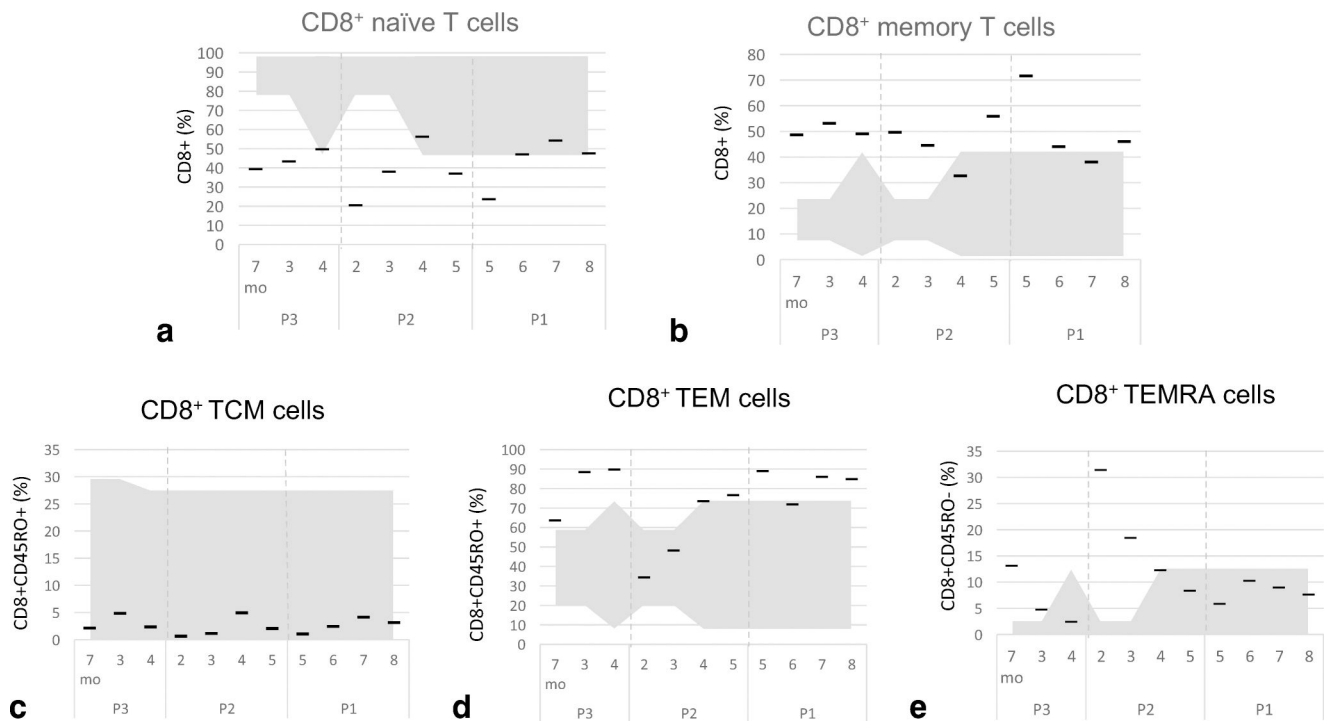 CD8⁺ naïve T cells
CD8+ (%)
100
90
80
70
60
50
40
30
20
10
0
7 3 4 2 3 4 5 5 6 7 8
mo
P3 P2 P1
a
CD8⁺ memory T cells
CD8+ (%)
80
70
60
50
40
30
20
10
0
7 3 4 2 3 4 5 5 6 7 8
mo
P3 P2 P1
b
CD8⁺ TCM cells
CD8+CD45RO+ (%)
35
30
25
20
15
10
5
0
7 3 4 2 3 4 5 5 6 7 8
mo
P3 P2 P1
c
CD8⁺ TEM cells
CD8+CD45RO+ (%)
100
90
80
70
60
50
40
30
20
10
0
7 3 4 2 3 4 5 5 6 7 8
mo
P3 P2 P1
d
CD8⁺ TEMRA cells
CD8+CD45RO- (%)
35
30
25
20
15
10
5
0
7 3 4 2 3 4 5 5 6 7 8
mo
P3 P2 P1
e